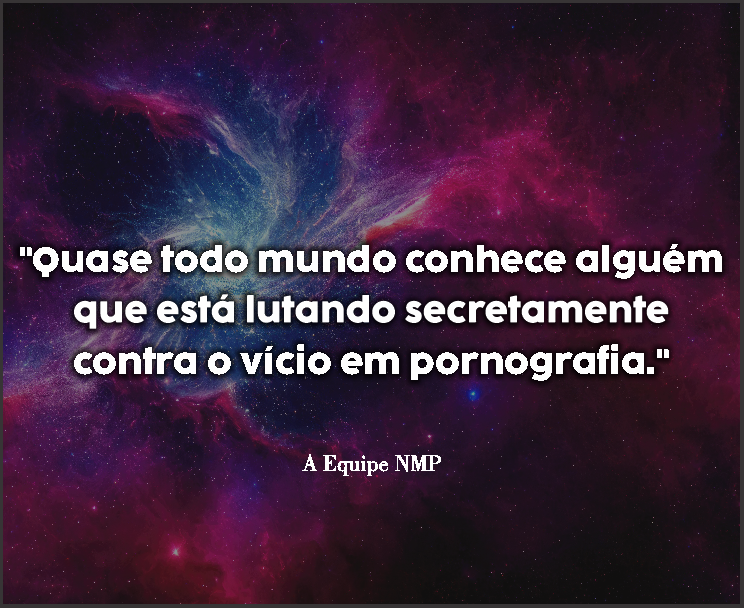 "Quase todo mundo conhece alguém
que está lutando secretamente
contra o vício em pornografia."
A Equipe NMP